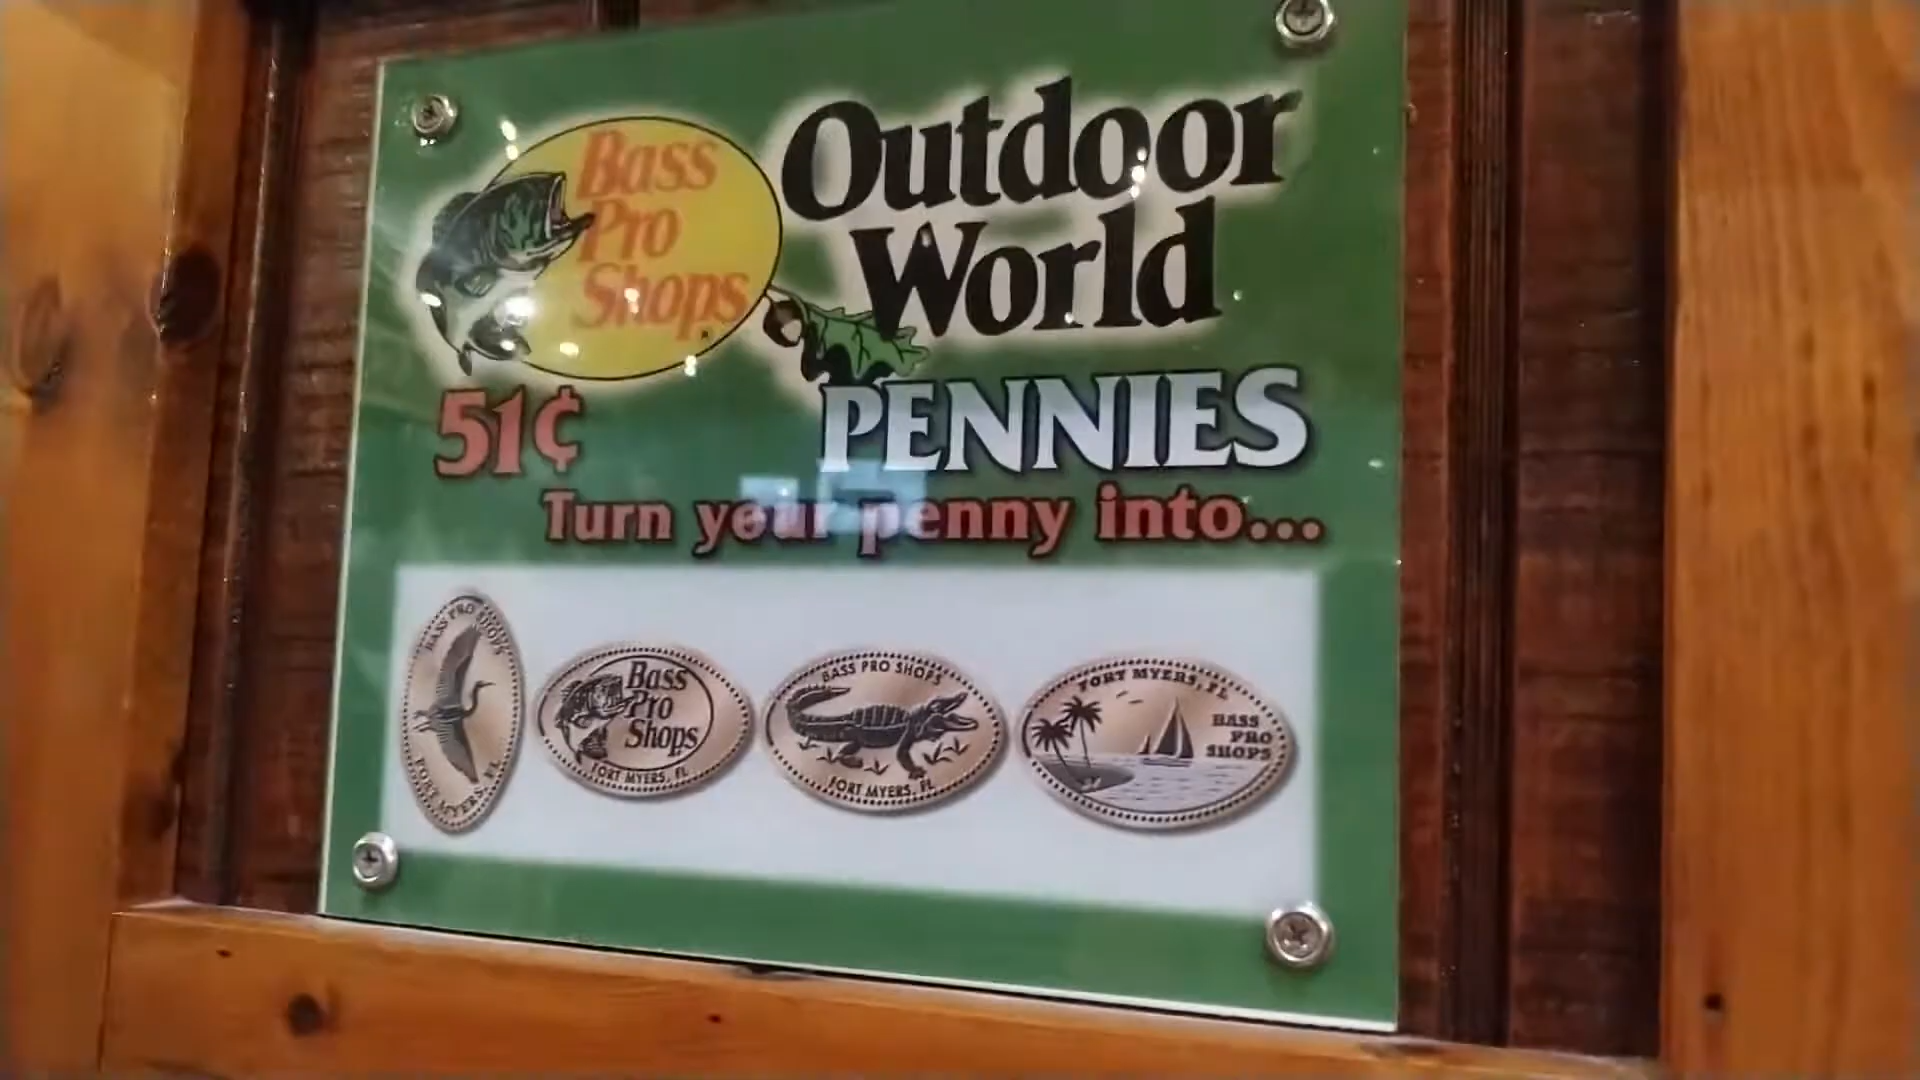 Bass
Pro
Shops
Outdoor
World
51¢
PENNIES
Turn your penny into...
BASS PRO SHOPS
FORT MYERS, FL
Bass
Pro
Shops
FORT MYERS, FL
BASS PRO SHOPS
FORT MYERS, FL
FORT MYERS, FL
BASS
PRO
SHOPS